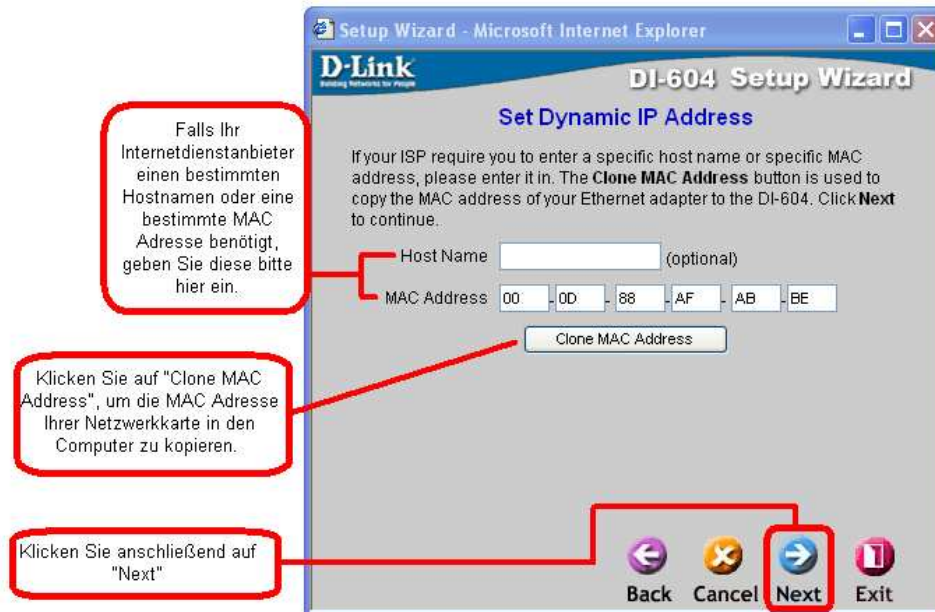 Setup Wizard - Microsoft Internet Explorer
D-Link
Building Networks for People
DI-604 Setup Wizard
Set Dynamic IP Address
Falls Ihr
Internetdienstanbieter
einen bestimmten
Hostnamen oder eine
bestimmte MAC
Adresse benötigt,
geben Sie diese bitte
hier ein.
If your ISP require you to enter a specific host name or specific MAC
address, please enter it in. The Clone MAC Address button is used to
copy the MAC address of your Ethernet adapter to the DI-604. Click Next
to continue.
Host Name (optional)
MAC Address 00 - 0D - 88 - AF - AB - BE
Clone MAC Address
Klicken Sie auf "Clone MAC
Address", um die MAC Adresse
Ihrer Netzwerkkarte in den
Computer zu kopieren.
Klicken Sie anschließend auf
"Next"
Back Cancel Next Exit